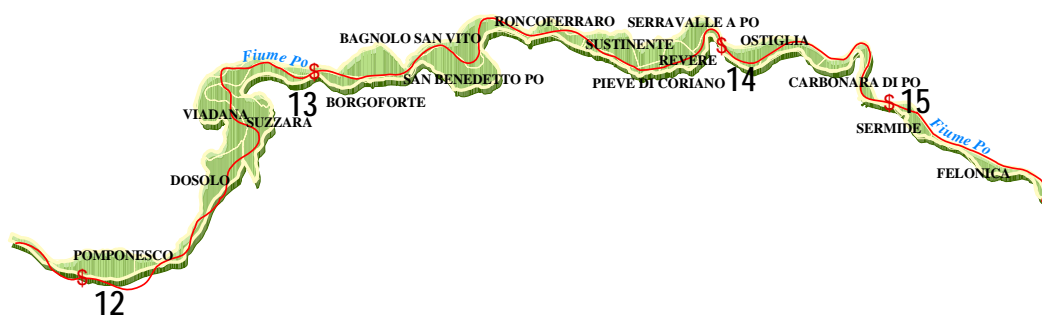 RONCOFERRARO
SERRAVALLE A PO
BAGNOLO SAN VITO
SUSTINENTE
$
OSTIGLIA
Fiume Po
REVERE
$
SAN BENEDETTO PO
PIEVE DI CORIANO
14
CARBONARA DI PO
13
BORGOFORTE
$
15
VIADANA
SUZZARA
SERMIDE
Fiume Po
DOSOLO
FELONICA
POMPONESCO
$
12